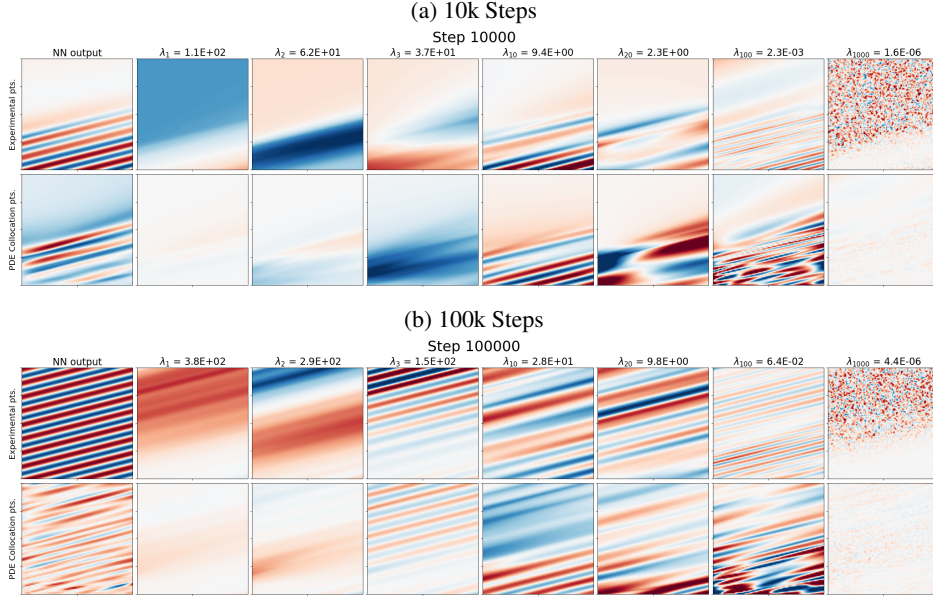 (a) 10k Steps
Step 10000
NN output λ₁ = 1.1E+02 λ₂ = 6.2E+01 λ₃ = 3.7E+01 λ₁₀ = 9.4E+00 λ₂₀ = 2.3E+00 λ₁₀₀ = 2.3E-03 λ₁₀₀₀ = 1.6E-06
Experimental pts.
PDE Collocation pts.
(b) 100k Steps
Step 100000
NN output λ₁ = 3.8E+02 λ₂ = 2.9E+02 λ₃ = 1.5E+02 λ₁₀ = 2.8E+01 λ₂₀ = 9.8E+00 λ₁₀₀ = 6.4E-02 λ₁₀₀₀ = 4.4E-06
Experimental pts.
PDE Collocation pts.